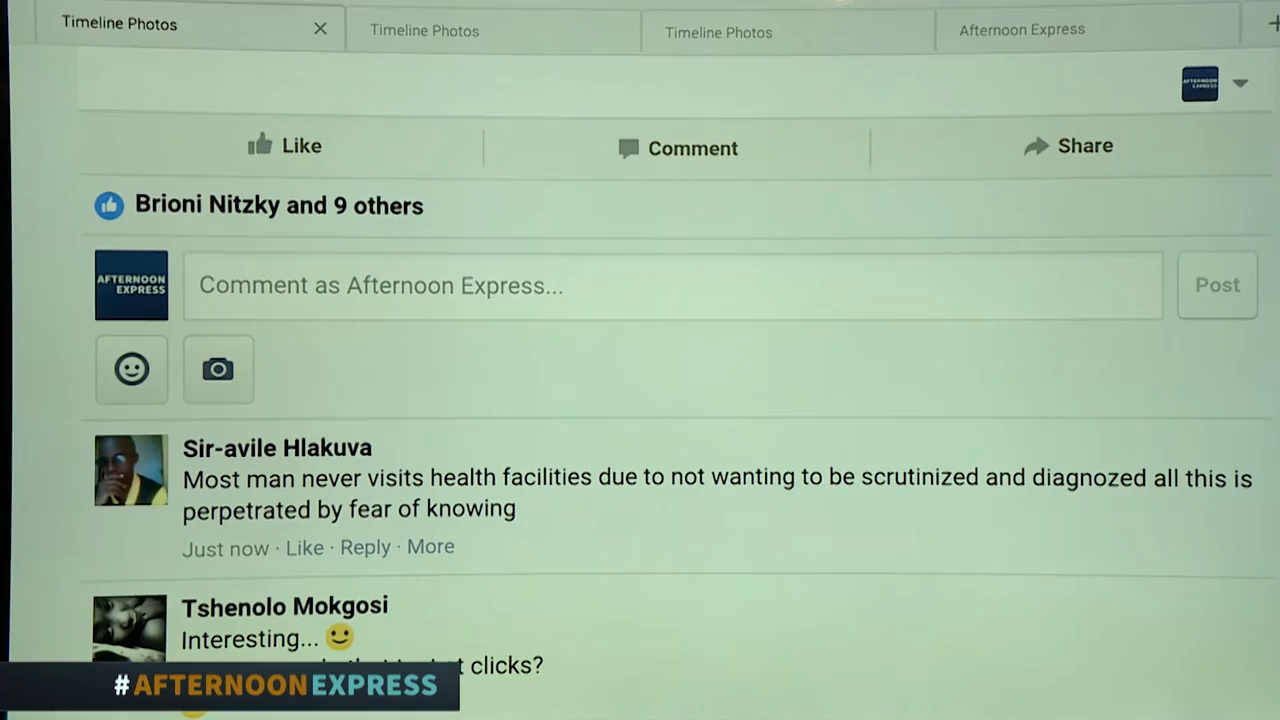 Timeline Photos
Timeline Photos
Timeline Photos
Afternoon Express
AFTERNOON
EXPRESS
Like
Comment
Share
Brioni Nitzky and 9 others
AFTERNOON
EXPRESS
Comment as Afternoon Express...
Post
Sir-avile Hlakuva
Most man never visits health facilities due to not wanting to be scrutinized and diagnozed all this is
perpetrated by fear of knowing
Just now · Like · Reply · More
Tshenolo Mokgosi
Interesting... 🙂
clicks?
#AFTERNOONEXPRESS